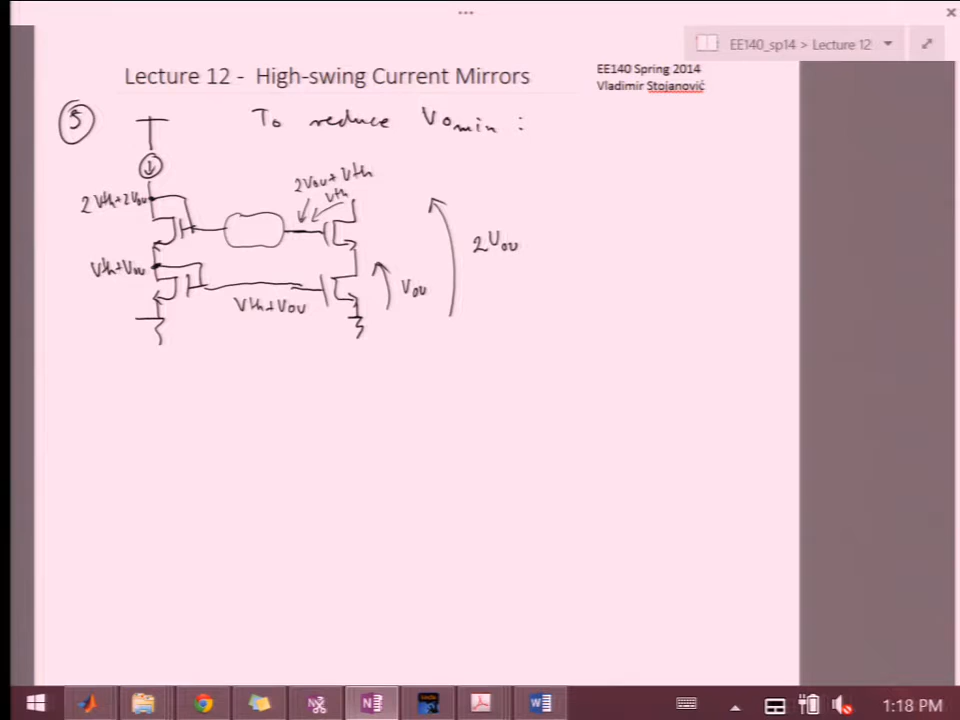 EE140_sp14 > Lecture 12
Lecture 12 - High-swing Current Mirrors
EE140 Spring 2014
Vladimir Stojanović
5
To reduce Vomin :
2Vov + Vth
Vth
2Vth+2Vov
2Vov
Vth+Vov
Vov
Vth+Vov
1:18 PM